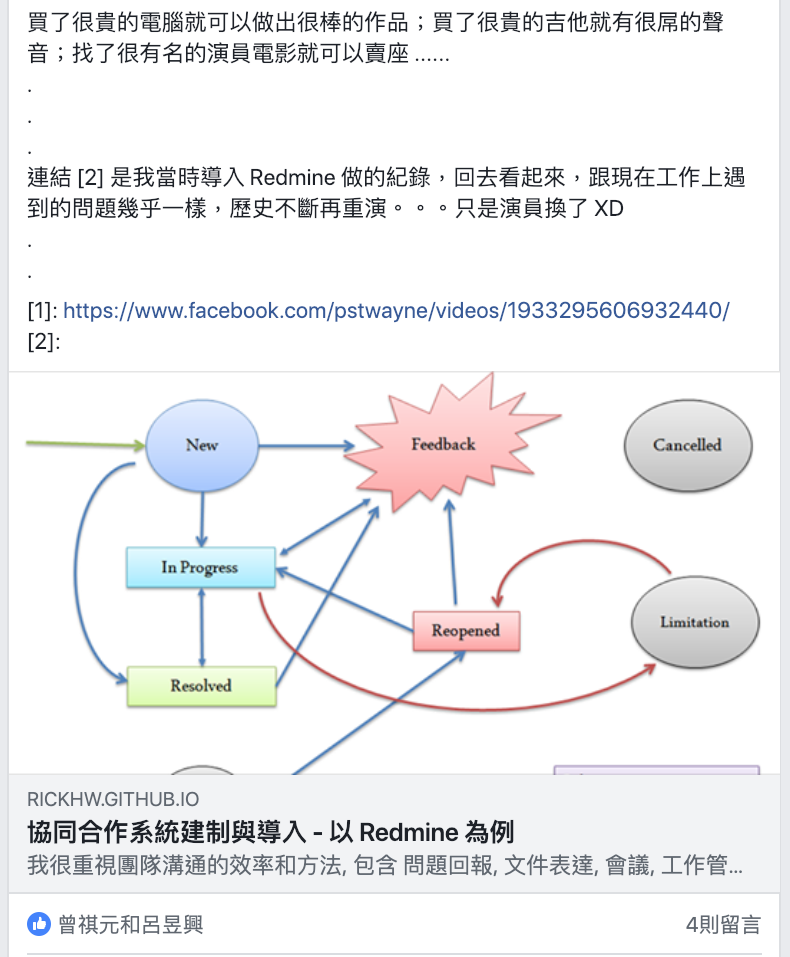 買了很貴的電腦就可以做出很棒的作品；買了很貴的吉他就有很屌的聲
音；找了很有名的演員電影就可以賣座 ......
.
.
.
連結 [2] 是我當時導入 Redmine 做的紀錄，回去看起來，跟現在工作上遇
到的問題幾乎一樣，歷史不斷再重演。。。只是演員換了 XD
.
.
[1]: https://www.facebook.com/pstwayne/videos/1933295606932440/
[2]:
New
Feedback
Cancelled
In Progress
Reopened
Limitation
Resolved
RICKHW.GITHUB.IO
協同合作系統建制與導入 - 以 Redmine 為例
我很重視團隊溝通的效率和方法, 包含 問題回報, 文件表達, 會議, 工作管...
曾祺元和呂昱興
4則留言